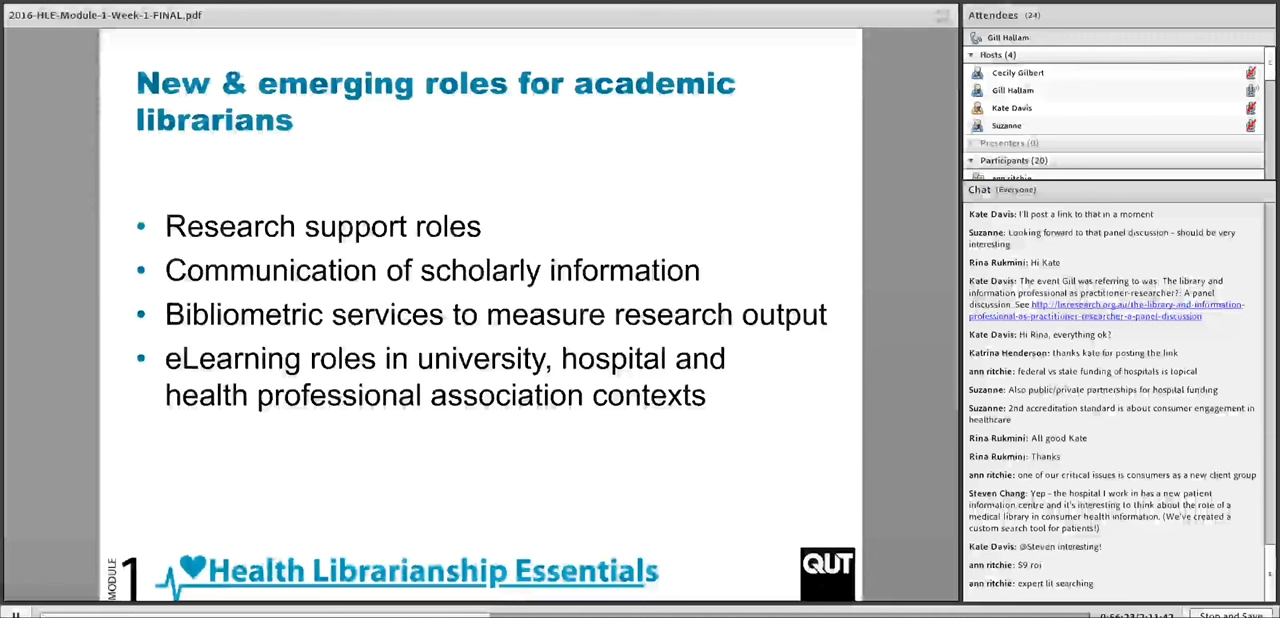 2016-HLE-Module-1-Week-1-FINAL.pdf
New & emerging roles for academic
librarians
• Research support roles
• Communication of scholarly information
• Bibliometric services to measure research output
• eLearning roles in university, hospital and
health professional association contexts
MODULE 1
Health Librarianship Essentials
QUT
Attendees (24)
Gill Hallam
Hosts (4)
Cecily Gilbert
Gill Hallam
Kate Davis
Suzanne
Presenters (0)
Participants (20)
ann ritchie
Chat (Everyone)
Kate Davis: I'll post a link to that in a moment
Suzanne: Looking forward to that panel discussion - should be very
interesting
Rina Rukmini: Hi Kate
Kate Davis: The event Gill was referring to was: The library and
information professional as practitioner-researcher?: A panel
discussion. See http://lisresearch.org.au/the-library-and-information-
professional-as-practitioner-researcher-a-panel-discussion
Kate Davis: Hi Rina, everything ok?
Katrina Henderson: thanks kate for posting the link
ann ritchie: federal vs state funding of hospitals is topical
Suzanne: Also public/private partnerships for hospital funding
Suzanne: 2nd accreditation standard is about consumer engagement in
healthcare
Rina Rukmini: All good Kate
Rina Rukmini: Thanks
ann ritchie: one of our critical issues is consumers as a new client group
Steven Chang: Yep - the hospital I work in has a new patient
information centre and it's interesting to think about the role of a
medical library in consumer health information. (We've created a
custom search tool for patients!)
Kate Davis: @Steven interesting!
ann ritchie: $9 roi
ann ritchie: expert lit searching
0:56:23/2:11:42
Stop and Save